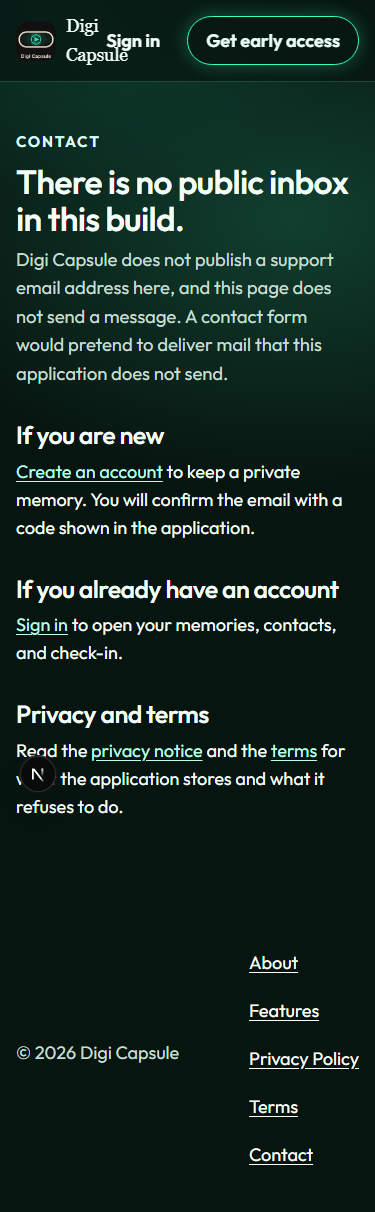 Digi Capsule
Digi
Capsule
Sign in
Get early access
CONTACT
There is no public inbox
in this build.
Digi Capsule does not publish a support
email address here, and this page does
not send a message. A contact form
would pretend to deliver mail that this
application does not send.
If you are new
Create an account to keep a private
memory. You will confirm the email with a
code shown in the application.
If you already have an account
Sign in to open your memories, contacts,
and check-in.
Privacy and terms
Read the privacy notice and the terms for
the application stores and what it
refuses to do.
N
© 2026 Digi Capsule
About
Features
Privacy Policy
Terms
Contact